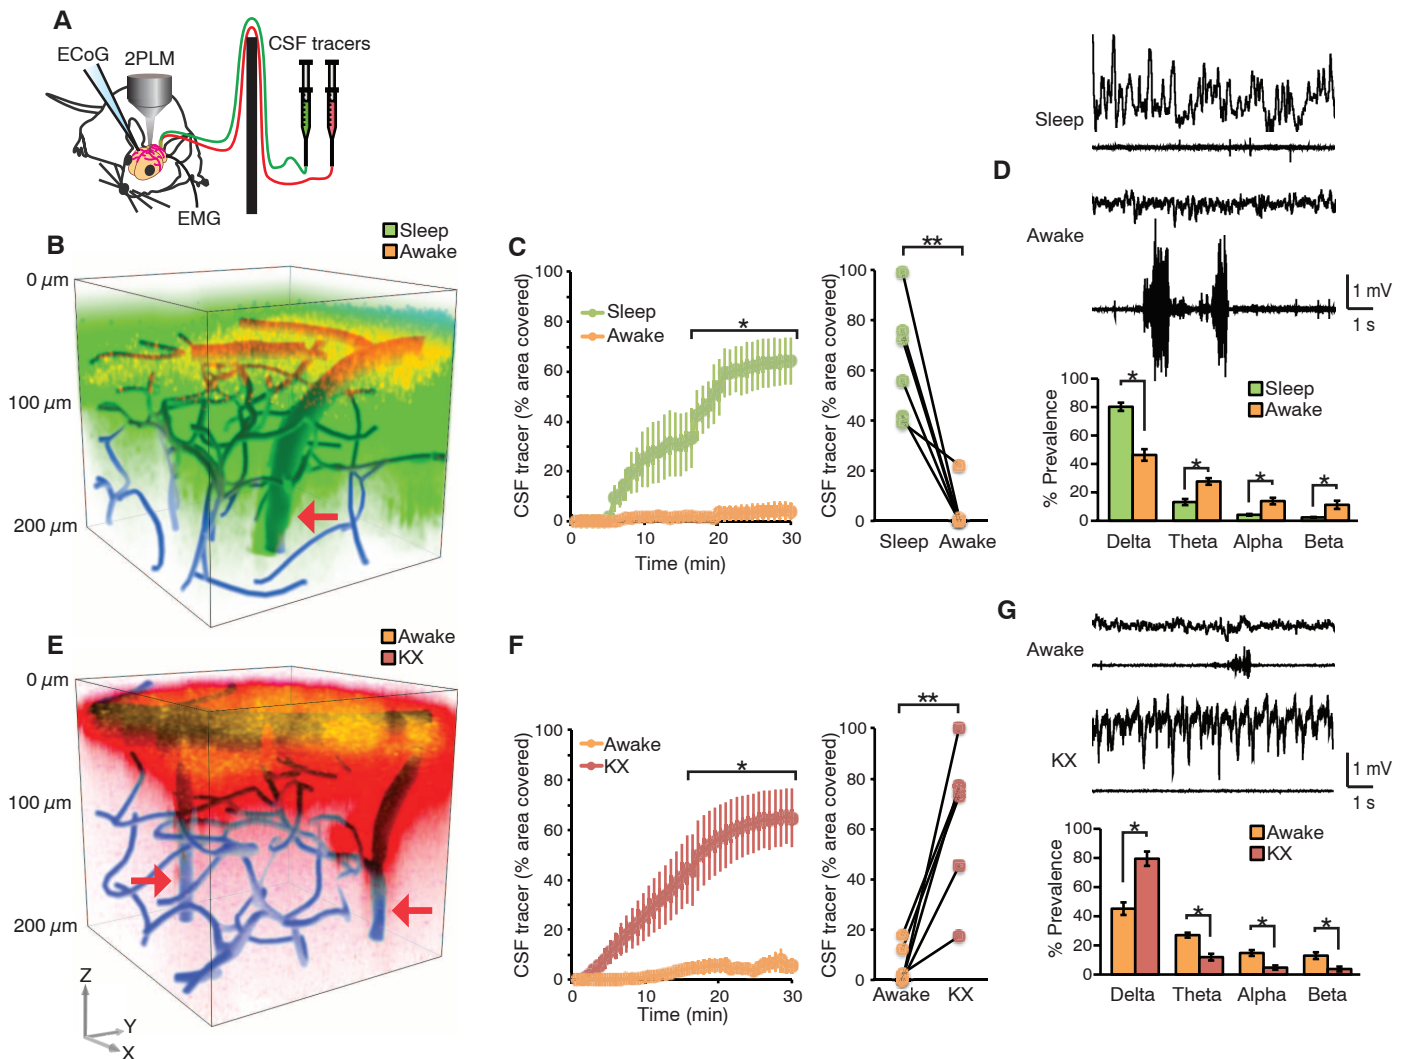 A
ECoG
2PLM
CSF tracers
EMG
B
Sleep
Awake
0 μm
100 μm
200 μm
C
CSF tracer (% area covered)
100
80
60
40
20
0
Sleep
Awake
*
0
10
20
30
Time (min)
CSF tracer (% area covered)
100
80
60
40
20
0
**
Sleep
Awake
D
Sleep
Awake
1 mV
1 s
% Prevalence
100
80
60
40
20
0
Sleep
Awake
*
*
*
*
Delta
Theta
Alpha
Beta
E
Awake
KX
0 μm
100 μm
200 μm
Z
Y
X
F
CSF tracer (% area covered)
100
80
60
40
20
0
Awake
KX
*
0
10
20
30
Time (min)
CSF tracer (% area covered)
100
80
60
40
20
0
**
Awake
KX
G
Awake
KX
1 mV
1 s
% Prevalence
100
80
60
40
20
0
Awake
KX
*
*
*
*
Delta
Theta
Alpha
Beta